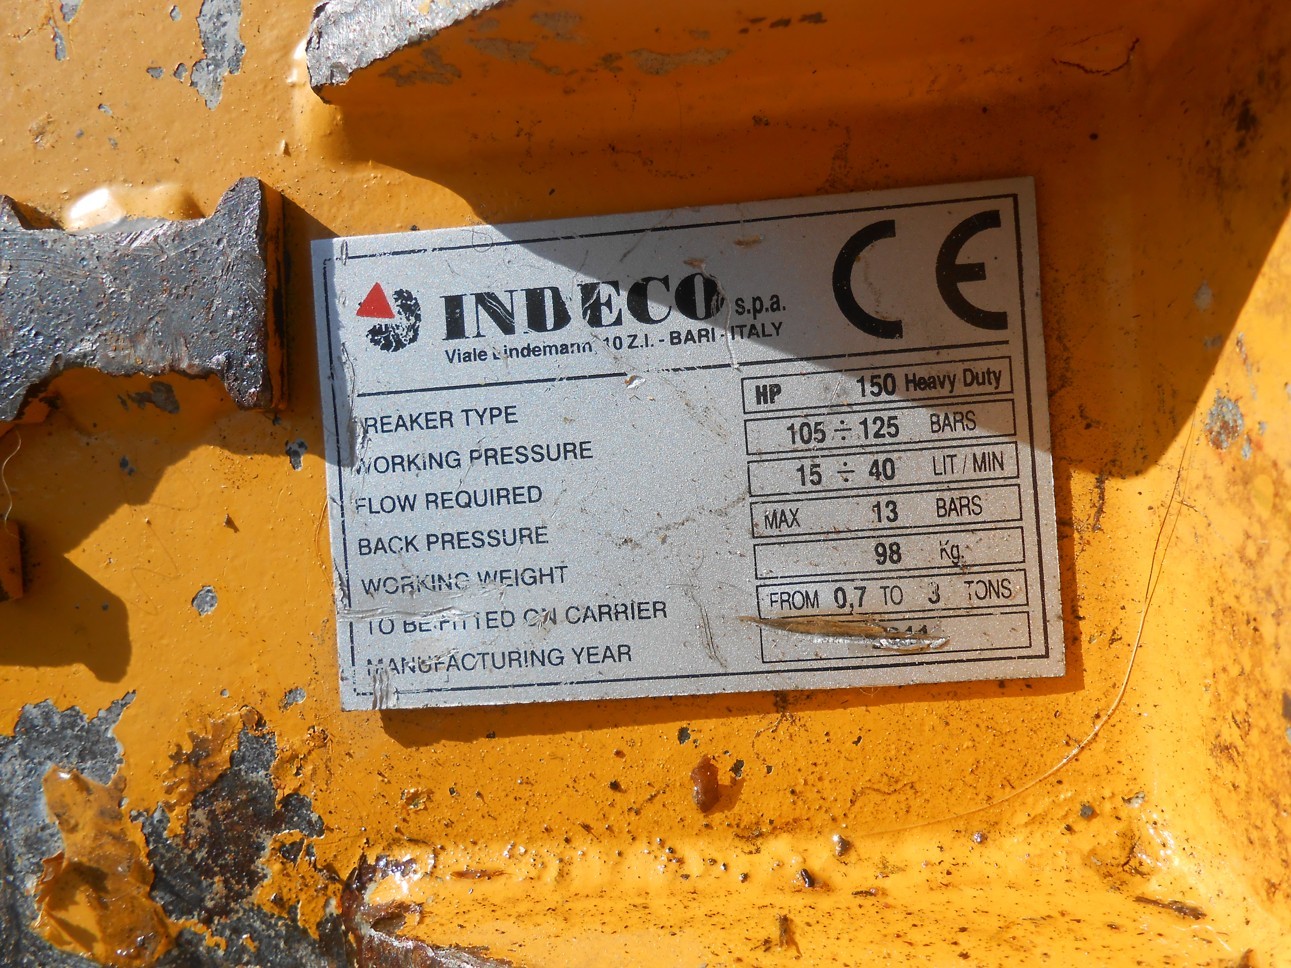 CE
INDECO s.p.a.
Viale Lindemann, 10 Z.I. - BARI - ITALY
BREAKER TYPE HP 150 Heavy Duty
WORKING PRESSURE 105 ÷ 125 BARS
FLOW REQUIRED 15 ÷ 40 LIT / MIN
BACK PRESSURE MAX 13 BARS
WORKING WEIGHT 98 Kg.
TO BE FITTED ON CARRIER FROM 0,7 TO 3 TONS
MANUFACTURING YEAR